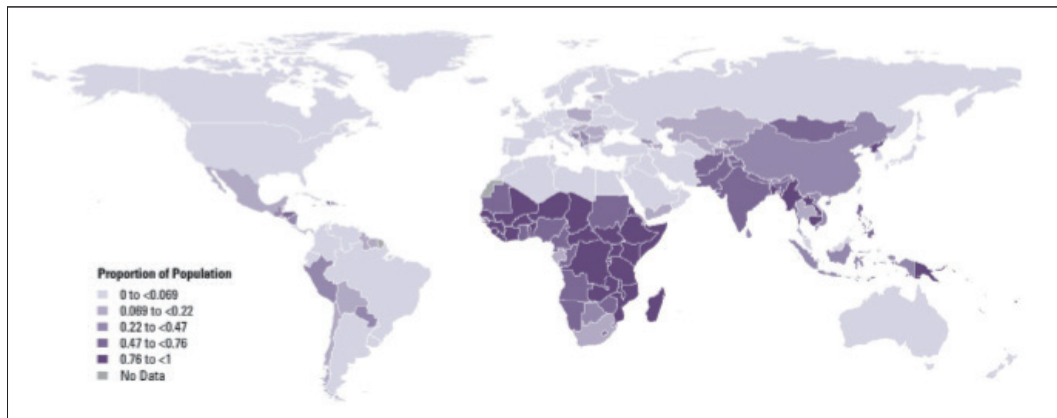 Proportion of Population
0 to <0.069
0.069 to <0.22
0.22 to <0.47
0.47 to <0.76
0.76 to <1
No Data